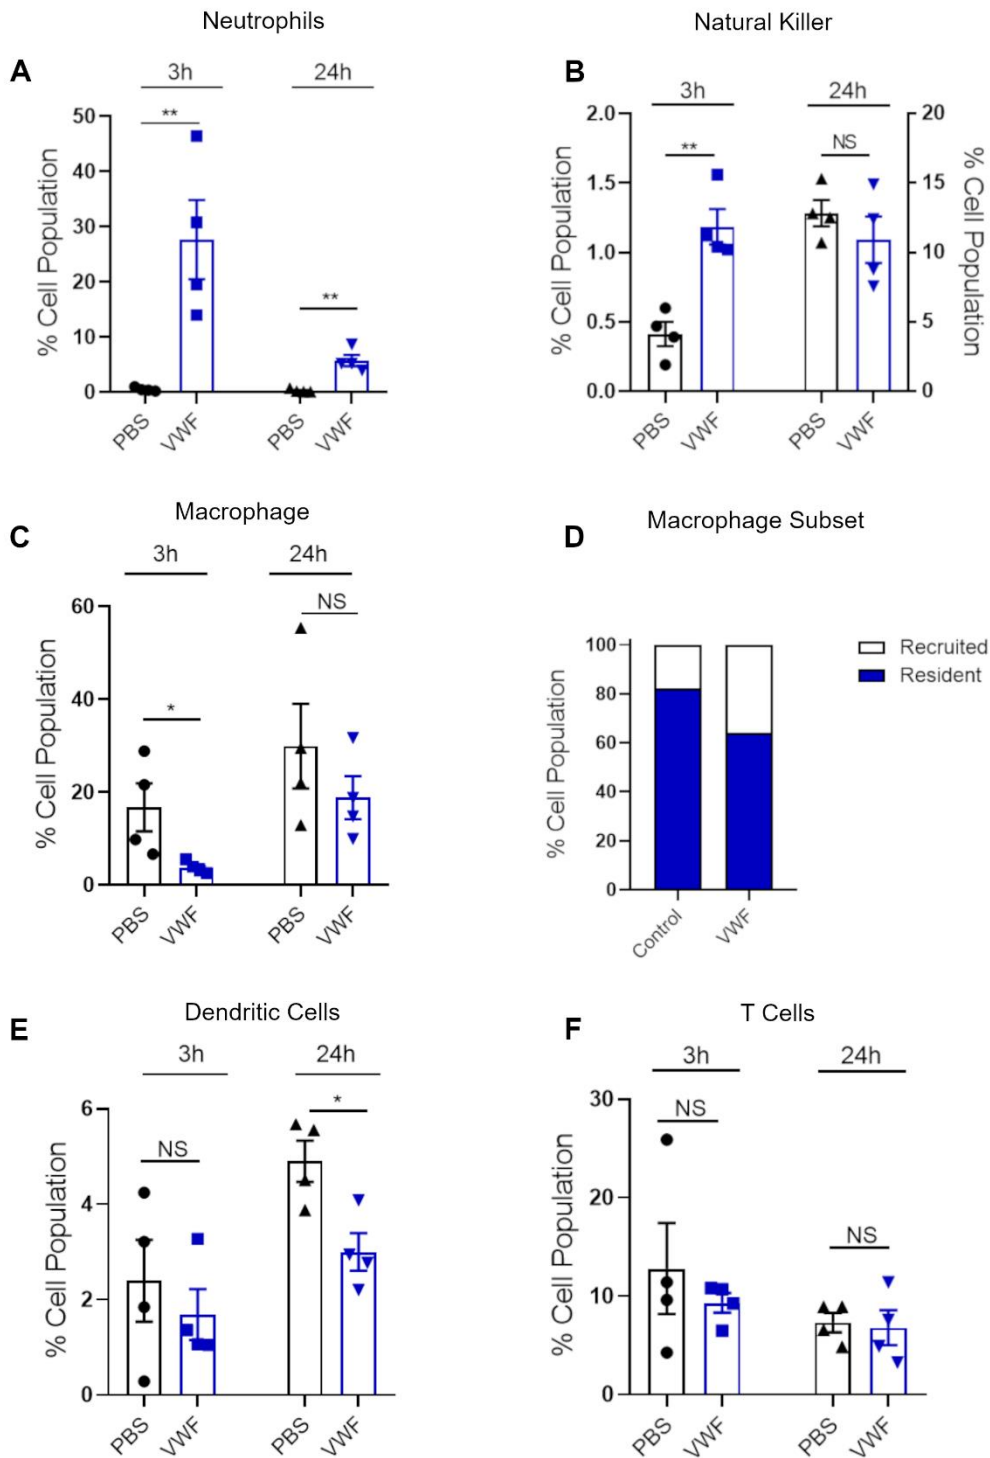 Neutrophils
A
3h
24h
**
**
% Cell Population
50
40
30
20
10
0
PBS
VWF
PBS
VWF
Natural Killer
B
3h
24h
**
NS
% Cell Population
2.0
1.5
1.0
0.5
0.0
20
15
10
5
0
% Cell Population
PBS
VWF
PBS
VWF
Macrophage
C
3h
24h
*
NS
% Cell Population
60
40
20
0
PBS
VWF
PBS
VWF
Macrophage Subset
D
% Cell Population
100
80
60
40
20
0
Control
VWF
Recruited
Resident
Dendritic Cells
E
3h
24h
NS
*
% Cell Population
6
4
2
0
PBS
VWF
PBS
VWF
T Cells
F
3h
24h
NS
NS
% Cell Population
30
20
10
0
PBS
VWF
PBS
VWF